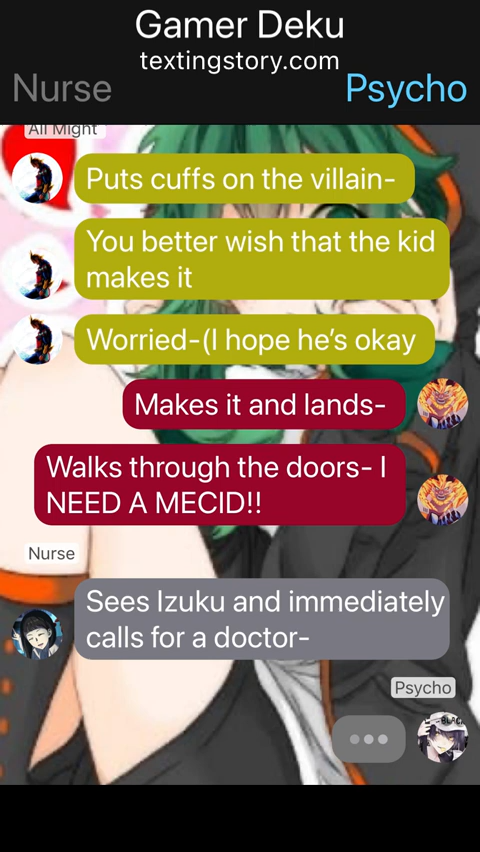 Gamer Deku
textingstory.com
Nurse
Psycho
All Might
Puts cuffs on the villain-
You better wish that the kid
makes it
Worried-(I hope he's okay
Makes it and lands-
Walks through the doors- I
NEED A MECID!!
Nurse
Sees Izuku and immediately
calls for a doctor-
Psycho